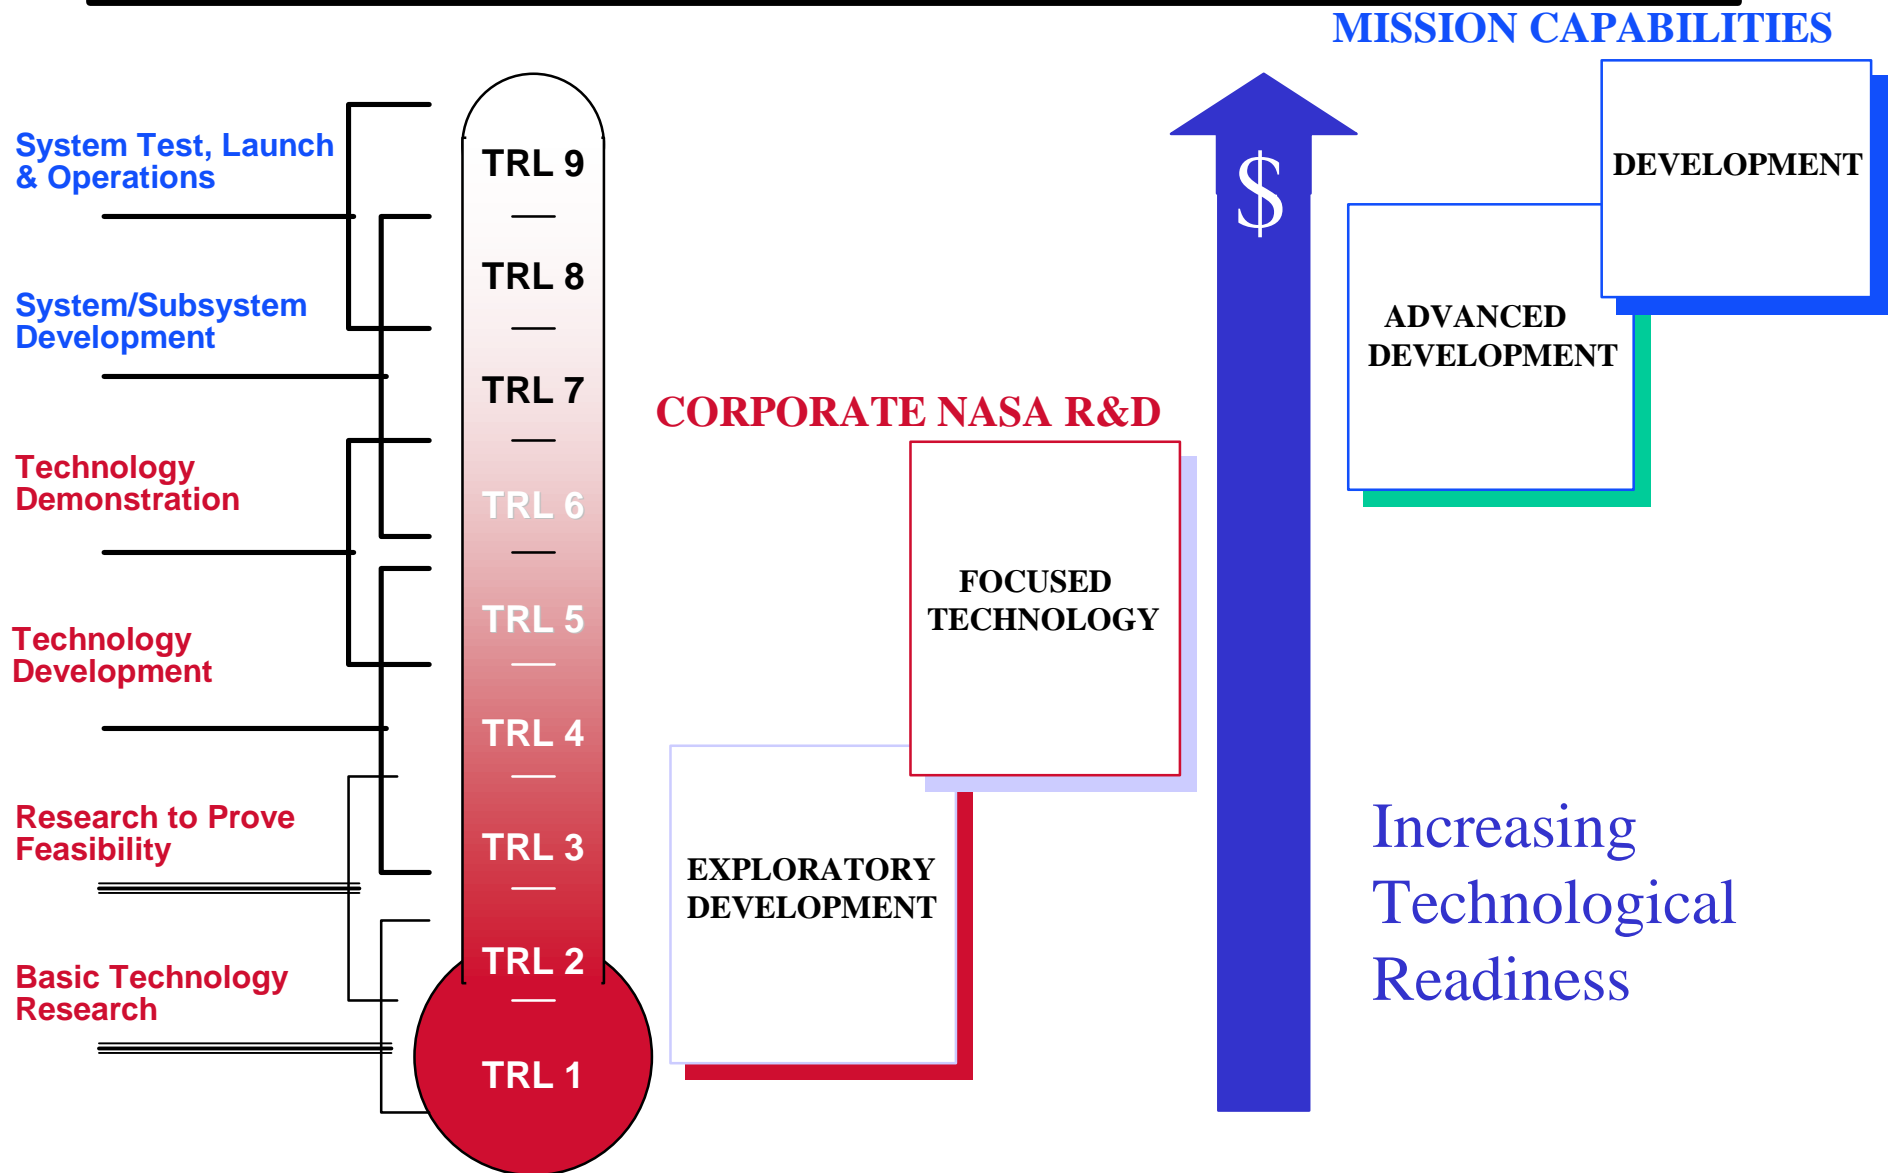 MISSION CAPABILITIES
System Test, Launch
& Operations
System/Subsystem
Development
Technology
Demonstration
Technology
Development
Research to Prove
Feasibility
Basic Technology
Research
TRL 9
TRL 8
TRL 7
TRL 6
TRL 5
TRL 4
TRL 3
TRL 2
TRL 1
CORPORATE NASA R&D
FOCUSED
TECHNOLOGY
EXPLORATORY
DEVELOPMENT
$
DEVELOPMENT
ADVANCED
DEVELOPMENT
Increasing
Technological
Readiness